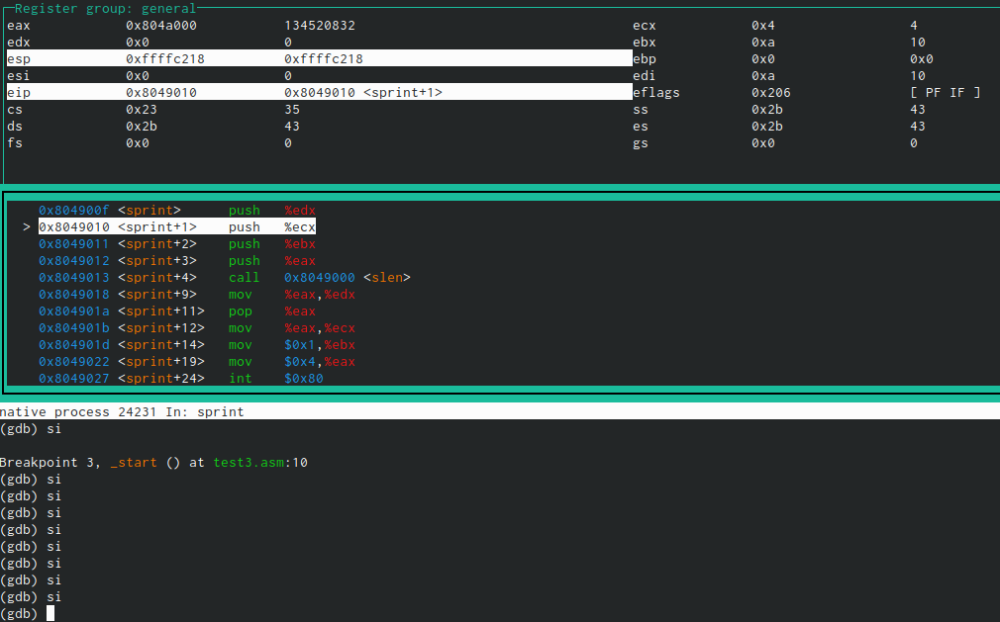 Register group: general
eax 0x804a000 134520832 ecx 0x4 4
edx 0x0 0 ebx 0xa 10
esp 0xffffc218 0xffffc218 ebp 0x0 0x0
esi 0x0 0 edi 0xa 10
eip 0x8049010 0x8049010 <sprint+1> eflags 0x206 [ PF IF ]
cs 0x23 35 ss 0x2b 43
ds 0x2b 43 es 0x2b 43
fs 0x0 0 gs 0x0 0
0x804900f <sprint> push %edx
> 0x8049010 <sprint+1> push %ecx
0x8049011 <sprint+2> push %ebx
0x8049012 <sprint+3> push %eax
0x8049013 <sprint+4> call 0x8049000 <slen>
0x8049018 <sprint+9> mov %eax,%edx
0x804901a <sprint+11> pop %eax
0x804901b <sprint+12> mov %eax,%ecx
0x804901d <sprint+14> mov $0x1,%ebx
0x8049022 <sprint+19> mov $0x4,%eax
0x8049027 <sprint+24> int $0x80
native process 24231 In: sprint
(gdb) si
Breakpoint 3, _start () at test3.asm:10
(gdb) si
(gdb) si
(gdb) si
(gdb) si
(gdb) si
(gdb) si
(gdb) si
(gdb) si
(gdb)